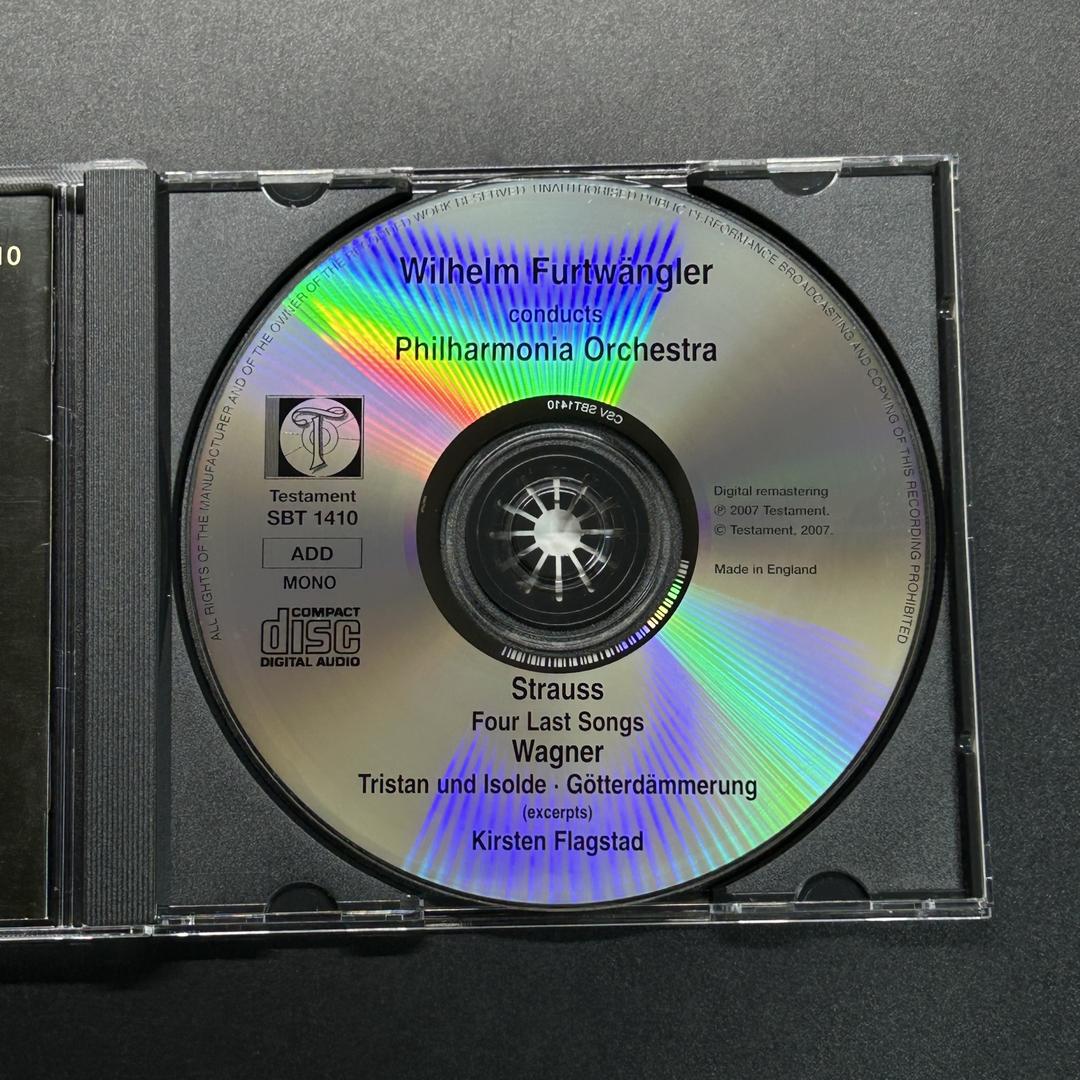 10
ALL RIGHTS OF THE MANUFACTURER AND OF THE OWNER OF THE RECORDED WORK RESERVED. UNAUTHORISED PUBLIC PERFORMANCE BROADCASTING AND COPYING OF THIS RECORDING PROHIBITED
Wilhelm Furtwängler
conducts
Philharmonia Orchestra
CSV SBT1410
T
Testament
SBT 1410
ADD
MONO
COMPACT
disc
DIGITAL AUDIO
Digital remastering
℗ 2007 Testament.
© Testament, 2007.
Made in England
Strauss
Four Last Songs
Wagner
Tristan und Isolde · Götterdämmerung
(excerpts)
Kirsten Flagstad